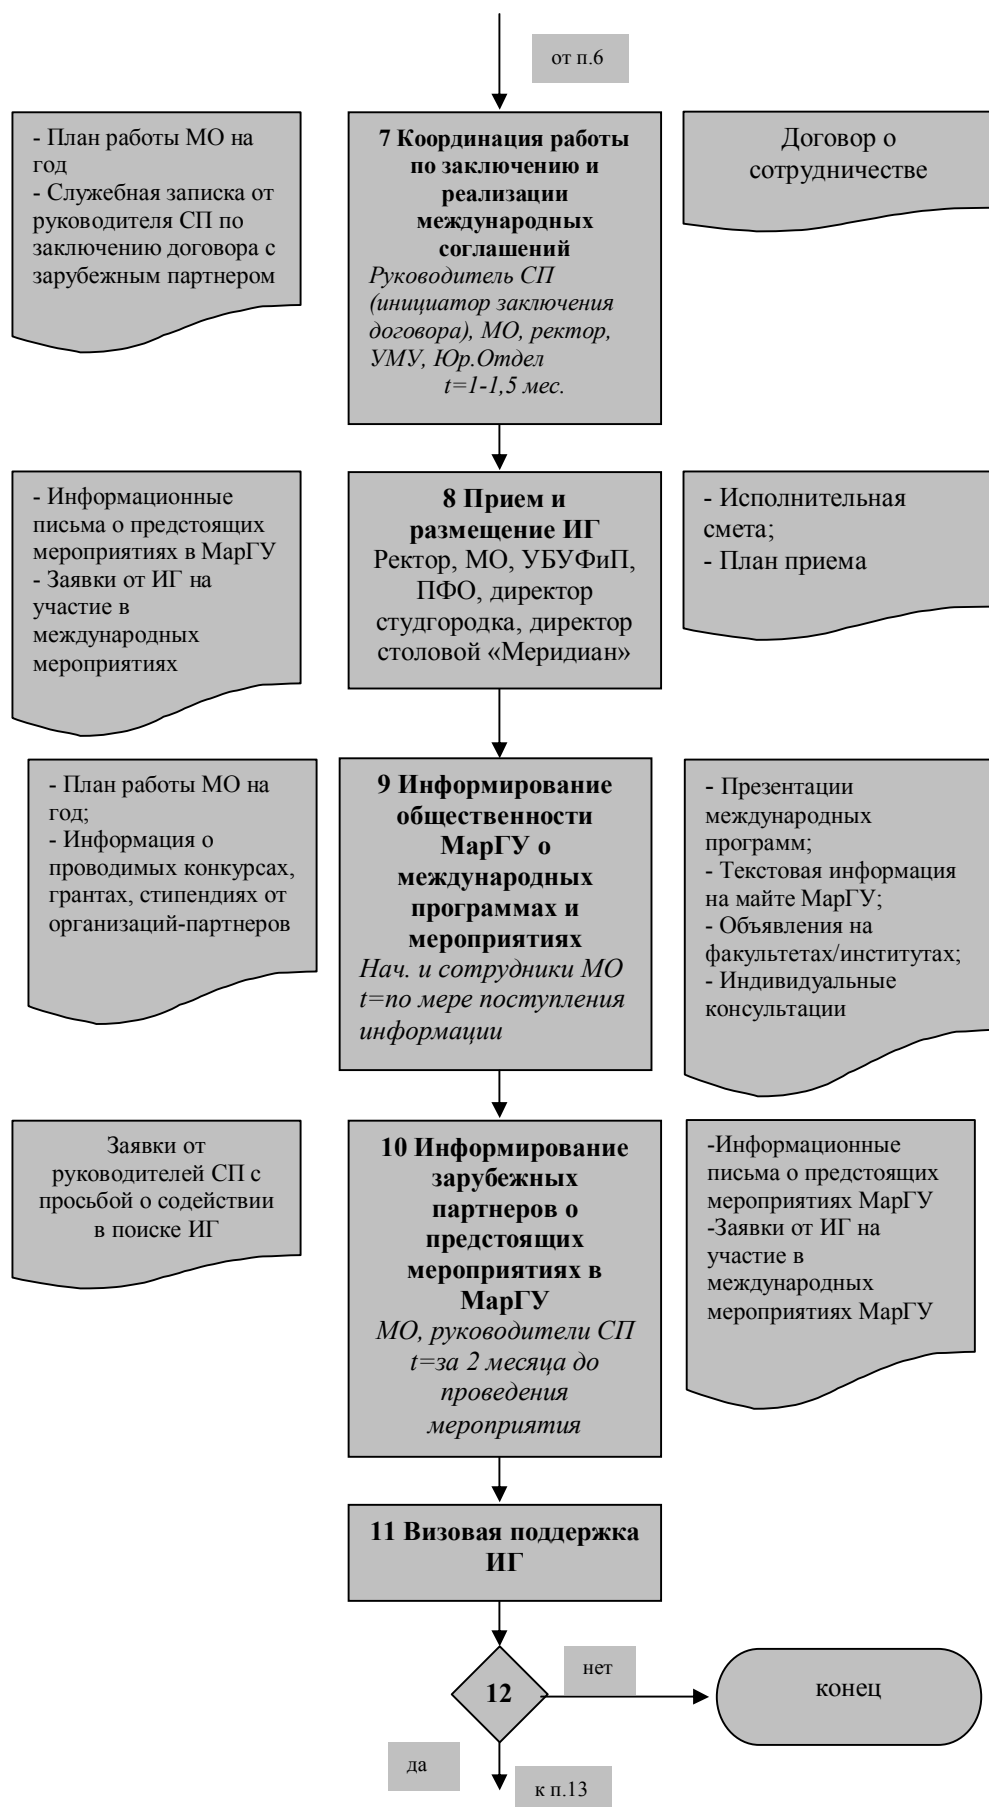 от п.6
- План работы МО на
год
- Служебная записка от
руководителя СП по
заключению договора с
зарубежным партнером
7 Координация работы
по заключению и
реализации
международных
соглашений
Руководитель СП
(инициатор заключения
договора), МО, ректор,
УМУ, Юр.Отдел
t=1-1,5 мес.
Договор о
сотрудничестве
- Информационные
письма о предстоящих
мероприятиях в МарГУ
- Заявки от ИГ на
участие в
международных
мероприятиях
8 Прием и
размещение ИГ
Ректор, МО, УБУФиП,
ПФО, директор
студгородка, директор
столовой «Меридиан»
- Исполнительная
смета;
- План приема
- План работы МО на
год;
- Информация о
проводимых конкурсах,
грантах, стипендиях от
организаций-партнеров
9 Информирование
общественности
МарГУ о
международных
программах и
мероприятиях
Нач. и сотрудники МО
t=по мере поступления
информации
- Презентации
международных
программ;
- Текстовая информация
на майте МарГУ;
- Объявления на
факультетах/институтах;
- Индивидуальные
консультации
Заявки от
руководителей СП с
просьбой о содействии
в поиске ИГ
10 Информирование
зарубежных
партнеров о
предстоящих
мероприятиях в
МарГУ
МО, руководители СП
t=за 2 месяца до
проведения
мероприятия
-Информационные
письма о предстоящих
мероприятиях МарГУ
-Заявки от ИГ на
участие в
международных
мероприятиях МарГУ
11 Визовая поддержка
ИГ
12
нет
конец
да
к п.13